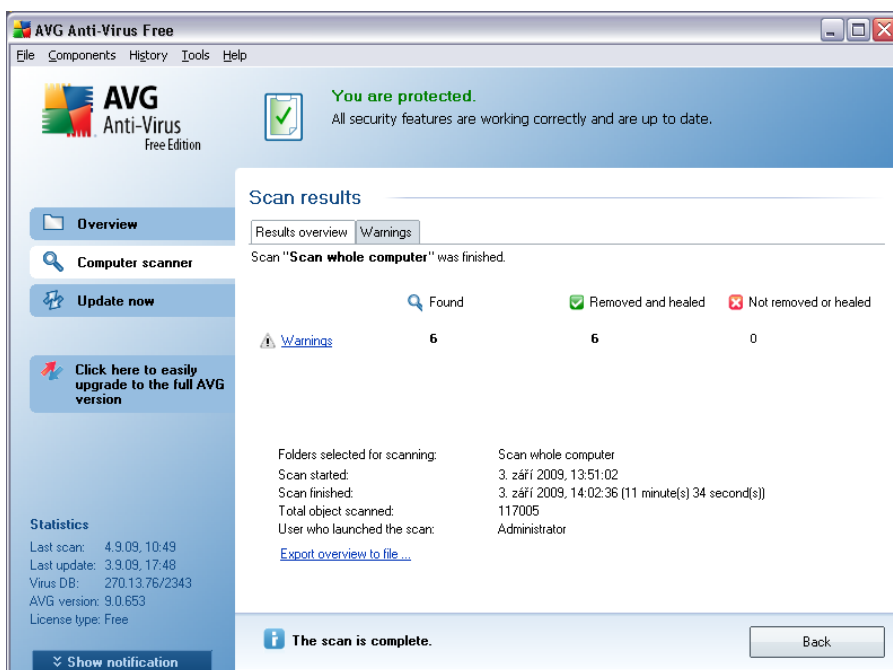 AVG Anti-Virus Free
File Components History Tools Help
AVG
Anti-Virus
Free Edition
You are protected.
All security features are working correctly and are up to date.
Overview
Computer scanner
Update now
Click here to easily
upgrade to the full AVG
version
Statistics
Last scan: 4.9.09, 10:49
Last update: 3.9.09, 17:48
Virus DB: 270.13.76/2343
AVG version: 9.0.653
License type: Free
Show notification
Scan results
Results overview Warnings
Scan "Scan whole computer" was finished.
Found Removed and healed Not removed or healed
Warnings 6 6 0
Folders selected for scanning: Scan whole computer
Scan started: 3. září 2009, 13:51:02
Scan finished: 3. září 2009, 14:02:36 (11 minute(s) 34 second(s))
Total object scanned: 117005
User who launched the scan: Administrator
Export overview to file ...
The scan is complete.
Back